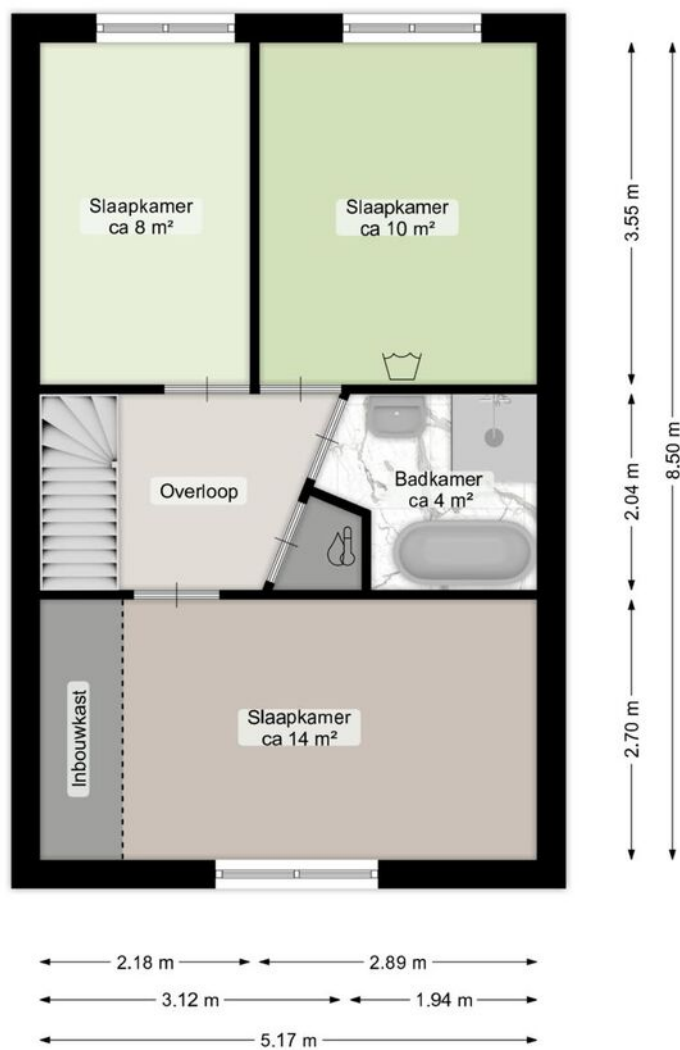 Slaapkamer
ca 8 m²
Slaapkamer
ca 10 m²
3.55 m
Overloop
Badkamer
ca 4 m²
2.04 m
8.50 m
Inbouwkast
Slaapkamer
ca 14 m²
2.70 m
2.18 m
2.89 m
3.12 m
1.94 m
5.17 m